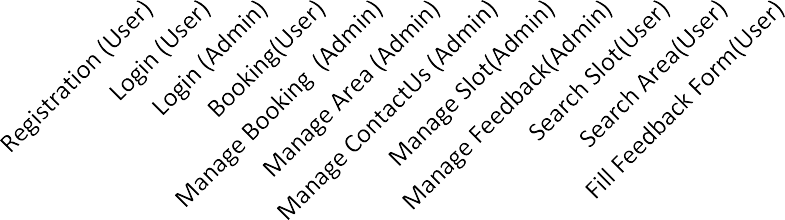 Registration (User)
Login (User)
Login (Admin)
Booking(User)
Manage Booking  (Admin)
Manage Area (Admin)
Manage ContactUs (Admin)
Manage Slot(Admin)
Manage Feedback(Admin)
Search Slot(User)
Search Area(User)
Fill Feedback Form(User)